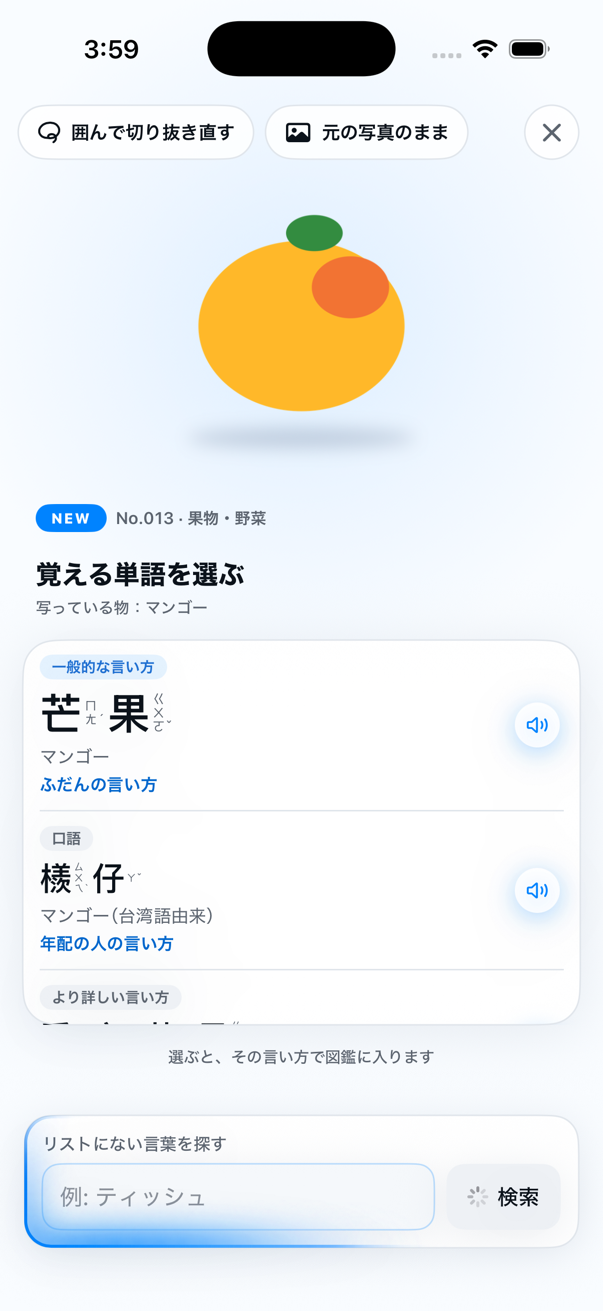 3:59
囲んで切り抜き直す
元の写真のまま
NEW No.013・果物・野菜
覚える単語を選ぶ
写っている物：マンゴー
一般的な言い方
芒ㄇㄤˊ果ㄍㄨㄛˇ
マンゴー
ふだんの言い方
口語
檨仔
マンゴー（台湾語由来）
年配の人の言い方
より詳しい言い方
選ぶと、その言い方で図鑑に入ります
リストにない言葉を探す
例: ティッシュ
検索